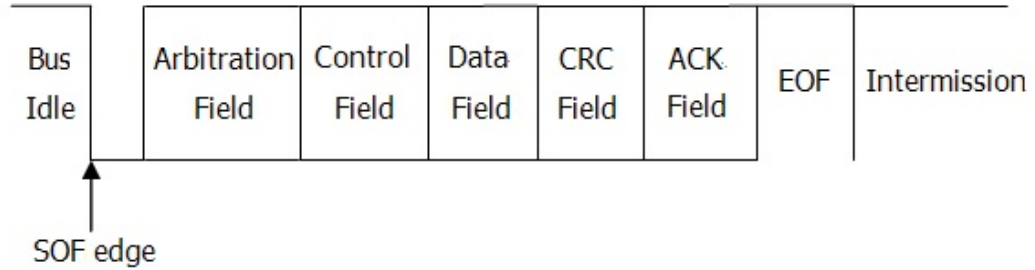 Bus Idle
Arbitration Field
Control Field
Data Field
CRC Field
ACK Field
EOF
Intermission
SOF edge